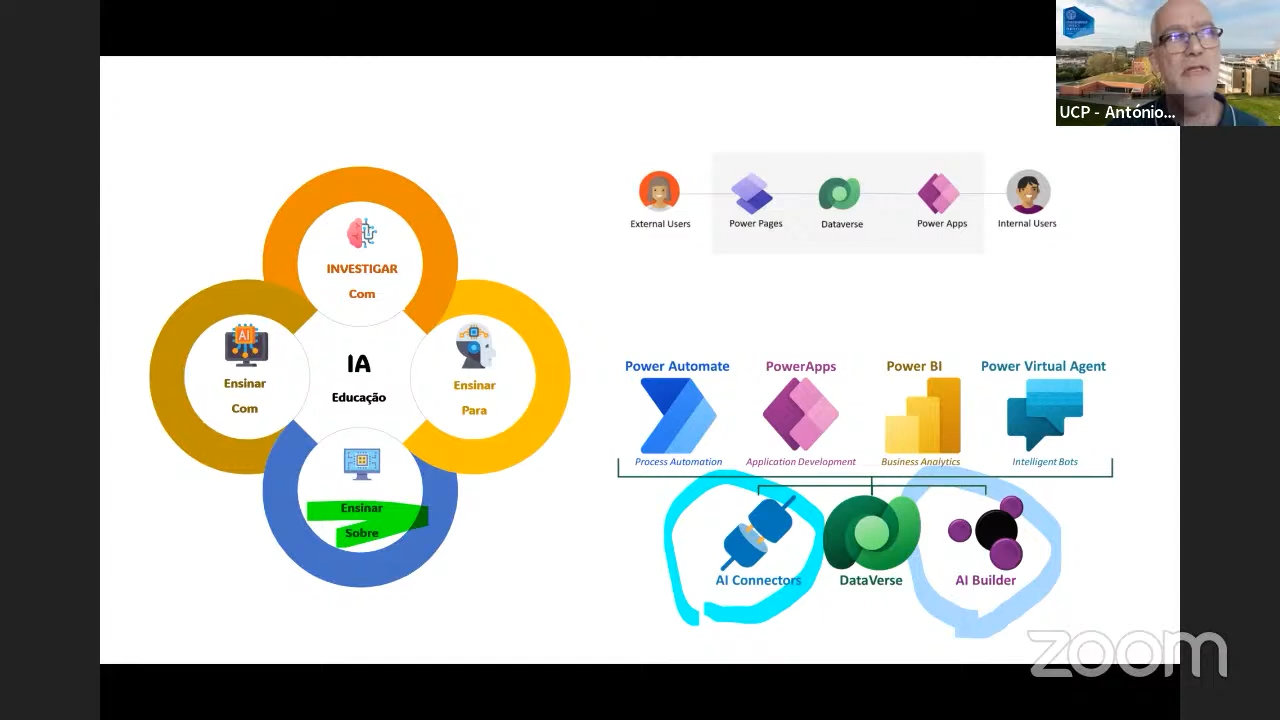 UCP - António...
INVESTIGAR
Com
Ensinar
Com
AI
IA
Educação
Ensinar
Para
Ensinar
Sobre
External Users
Power Pages
Dataverse
Power Apps
Internal Users
Power Automate
PowerApps
Power BI
Power Virtual Agent
Process Automation
Application Development
Business Analytics
Intelligent Bots
AI Connectors
DataVerse
AI Builder
zoom